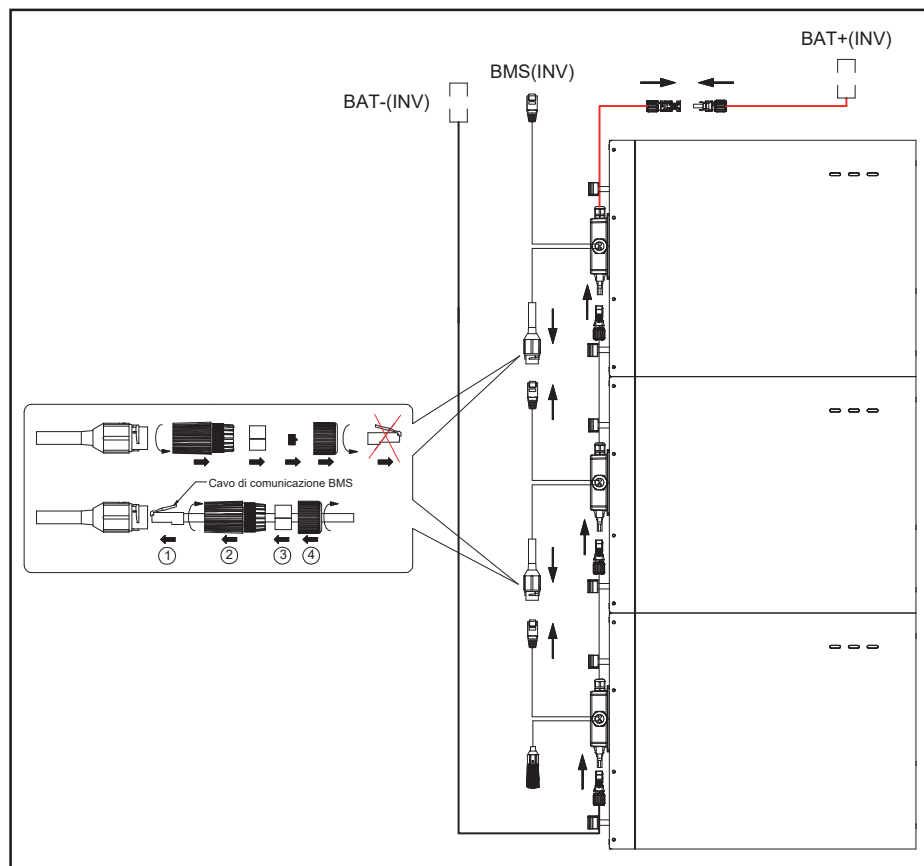 BAT+(INV)
BMS(INV)
BAT-(INV)
Cavo di comunicazione BMS
1
2
3
4